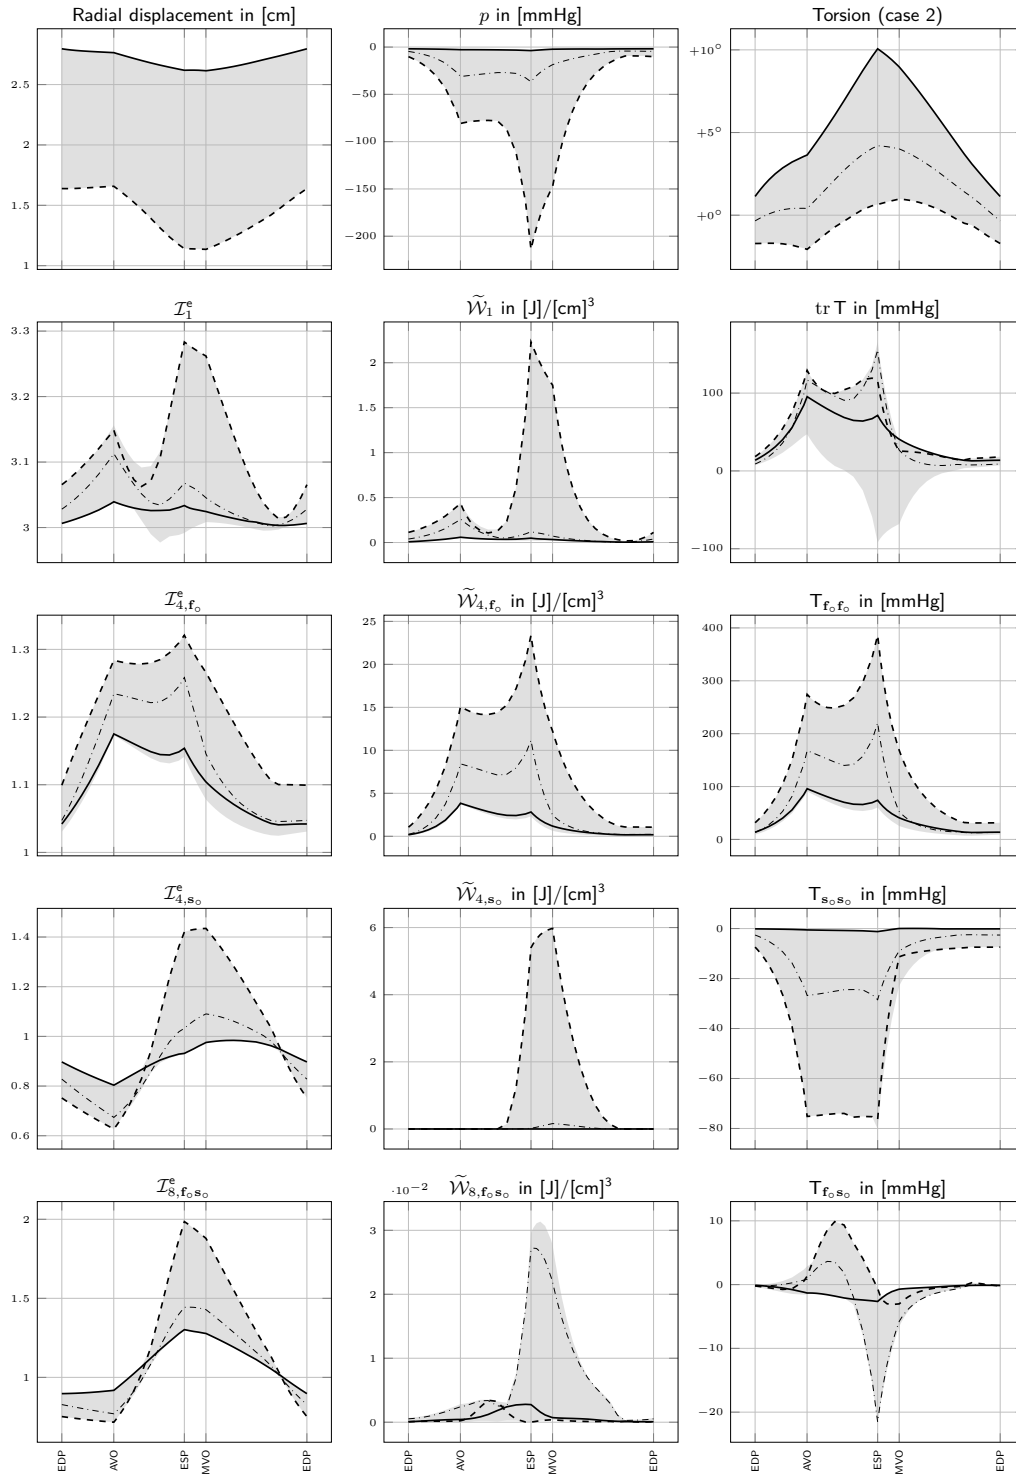 Radial displacement in [cm]
2.5
2
1.5
1
p in [mmHg]
0
−50
−100
−150
−200
Torsion (case 2)
+10°
+5°
+0°
ℐ₁ᵉ
3.3
3.2
3.1
3
𝒲̃₁ in [J]/[cm]³
2
1.5
1
0.5
0
tr T in [mmHg]
100
0
−100
ℐᵉ4,f∘
1.3
1.2
1.1
1
𝒲̃4,f∘ in [J]/[cm]³
25
20
15
10
5
0
Tf∘f∘ in [mmHg]
400
300
200
100
0
ℐᵉ4,s∘
1.4
1.2
1
0.8
0.6
𝒲̃4,s∘ in [J]/[cm]³
6
4
2
0
Ts∘s∘ in [mmHg]
0
−20
−40
−60
−80
ℐᵉ8,f∘s∘
2
1.5
1
EDP
AVO
ESP
MVO
EDP
·10−2
𝒲̃8,f∘s∘ in [J]/[cm]³
3
2
1
0
EDP
AVO
ESP
MVO
EDP
Tf∘s∘ in [mmHg]
10
0
−10
−20
EDP
AVO
ESP
MVO
EDP